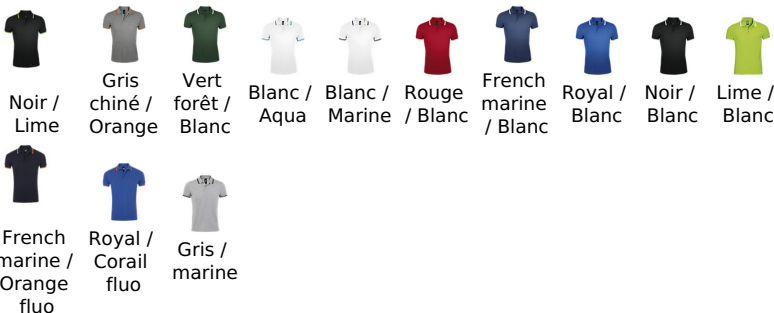 Noir /
Lime
Gris
chiné /
Orange
Vert
forêt /
Blanc
Blanc /
Aqua
Blanc /
Marine
Rouge
/ Blanc
French
marine
/ Blanc
Royal /
Blanc
Noir /
Blanc
Lime /
Blanc
French
marine /
Orange
fluo
Royal /
Corail
fluo
Gris /
marine